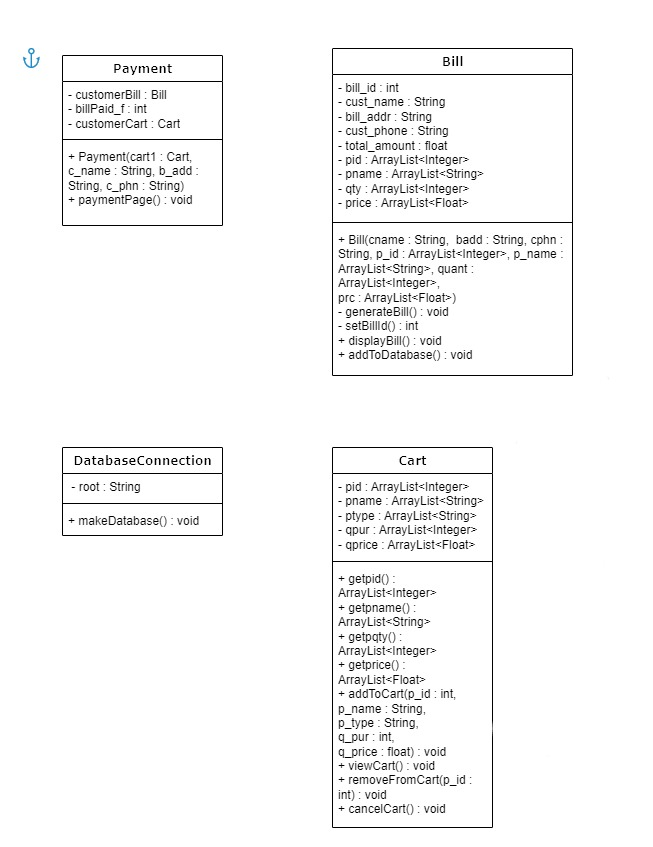 Payment
- customerBill : Bill
- billPaid_f : int
- customerCart : Cart
+ Payment(cart1 : Cart,
c_name : String, b_add :
String, c_phn : String)
+ paymentPage() : void
Bill
- bill_id : int
- cust_name : String
- bill_addr : String
- cust_phone : String
- total_amount : float
- pid : ArrayList<Integer>
- pname : ArrayList<String>
- qty : ArrayList<Integer>
- price : ArrayList<Float>
+ Bill(cname : String, badd : String, cphn :
String, p_id : ArrayList<Integer>, p_name :
ArrayList<String>, quant :
ArrayList<Integer>,
prc : ArrayList<Float>)
- generateBill() : void
- setBillId() : int
+ displayBill() : void
+ addToDatabase() : void
DatabaseConnection
- root : String
+ makeDatabase() : void
Cart
- pid : ArrayList<Integer>
- pname : ArrayList<String>
- ptype : ArrayList<String>
- qpur : ArrayList<Integer>
- qprice : ArrayList<Float>
+ getpid() :
ArrayList<Integer>
+ getpname() :
ArrayList<String>
+ getpqty() :
ArrayList<Integer>
+ getprice() :
ArrayList<Float>
+ addToCart(p_id : int,
p_name : String,
p_type : String,
q_pur : int,
q_price : float) : void
+ viewCart() : void
+ removeFromCart(p_id :
int) : void
+ cancelCart() : void